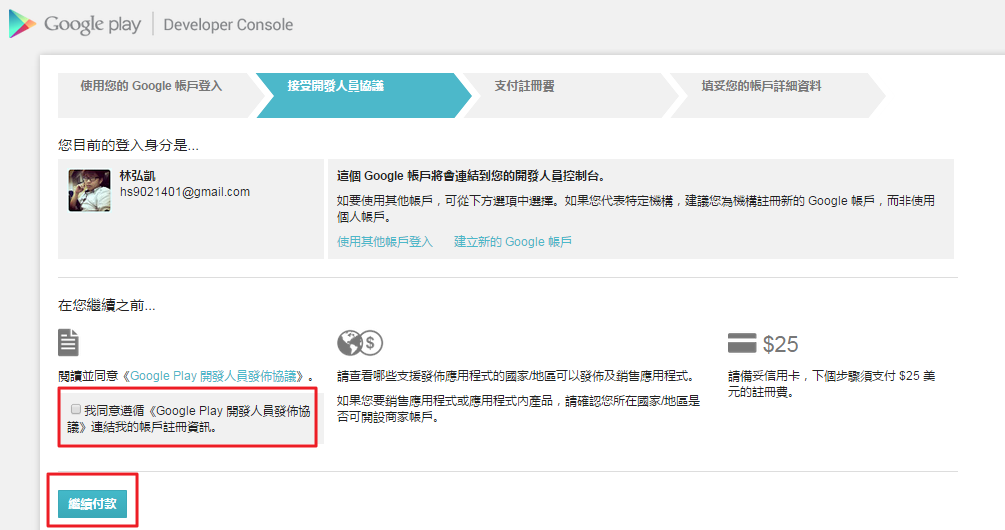 Google play Developer Console
使用您的 Google 帳戶登入 接受開發人員協議 支付註冊費 填妥您的帳戶詳細資料
您目前的登入身分是...
林弘凱
hs9021401@gmail.com
這個 Google 帳戶將會連結到您的開發人員控制台。
如要使用其他帳戶，可從下方選項中選擇。如果您代表特定機構，建議您為機構註冊新的 Google 帳戶，而非使用
個人帳戶。
使用其他帳戶登入 建立新的 Google 帳戶
在您繼續之前...
閱讀並同意《Google Play 開發人員發佈協議》。
我同意遵循《Google Play 開發人員發佈協
議》連結我的帳戶註冊資訊。
$
請查看哪些支援發佈應用程式的國家/地區可以發佈及銷售應用程式。
如果您要銷售應用程式或應用程式內產品，請確認您所在國家/地區是
否可開設商家帳戶。
$25
請備妥信用卡，下個步驟須支付 $25 美
元的註冊費。
繼續付款